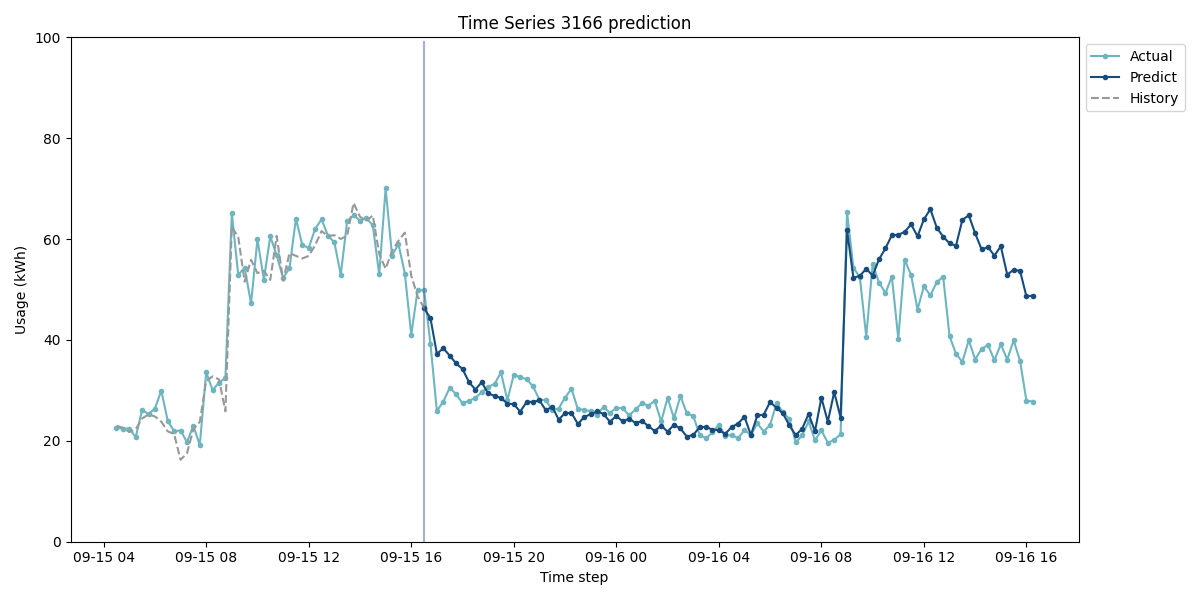 Time Series 3166 prediction
100
80
60
40
20
0
Usage (kWh)
09-15 04 09-15 08 09-15 12 09-15 16 09-15 20 09-16 00 09-16 04 09-16 08 09-16 12 09-16 16
Time step
Actual
Predict
History